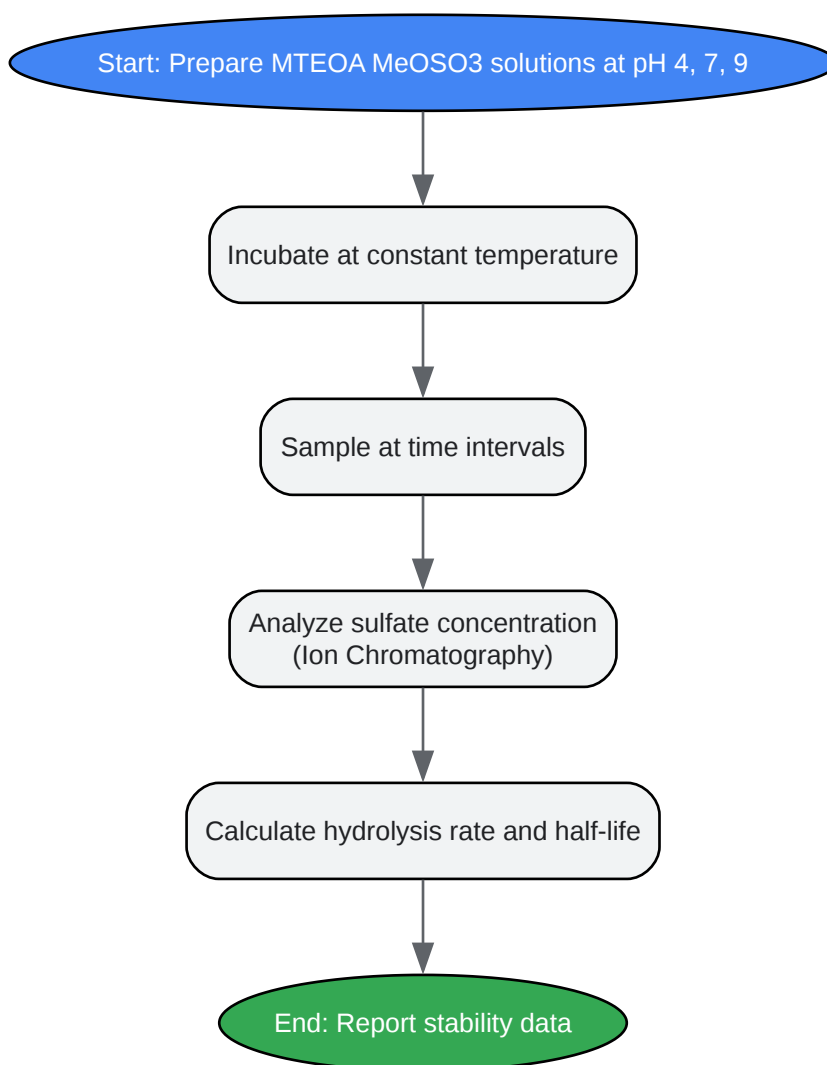 Start: Prepare MTEOA MeOSO3 solutions at pH 4, 7, 9
Incubate at constant temperature
Sample at time intervals
Analyze sulfate concentration
(Ion Chromatography)
Calculate hydrolysis rate and half-life
End: Report stability data